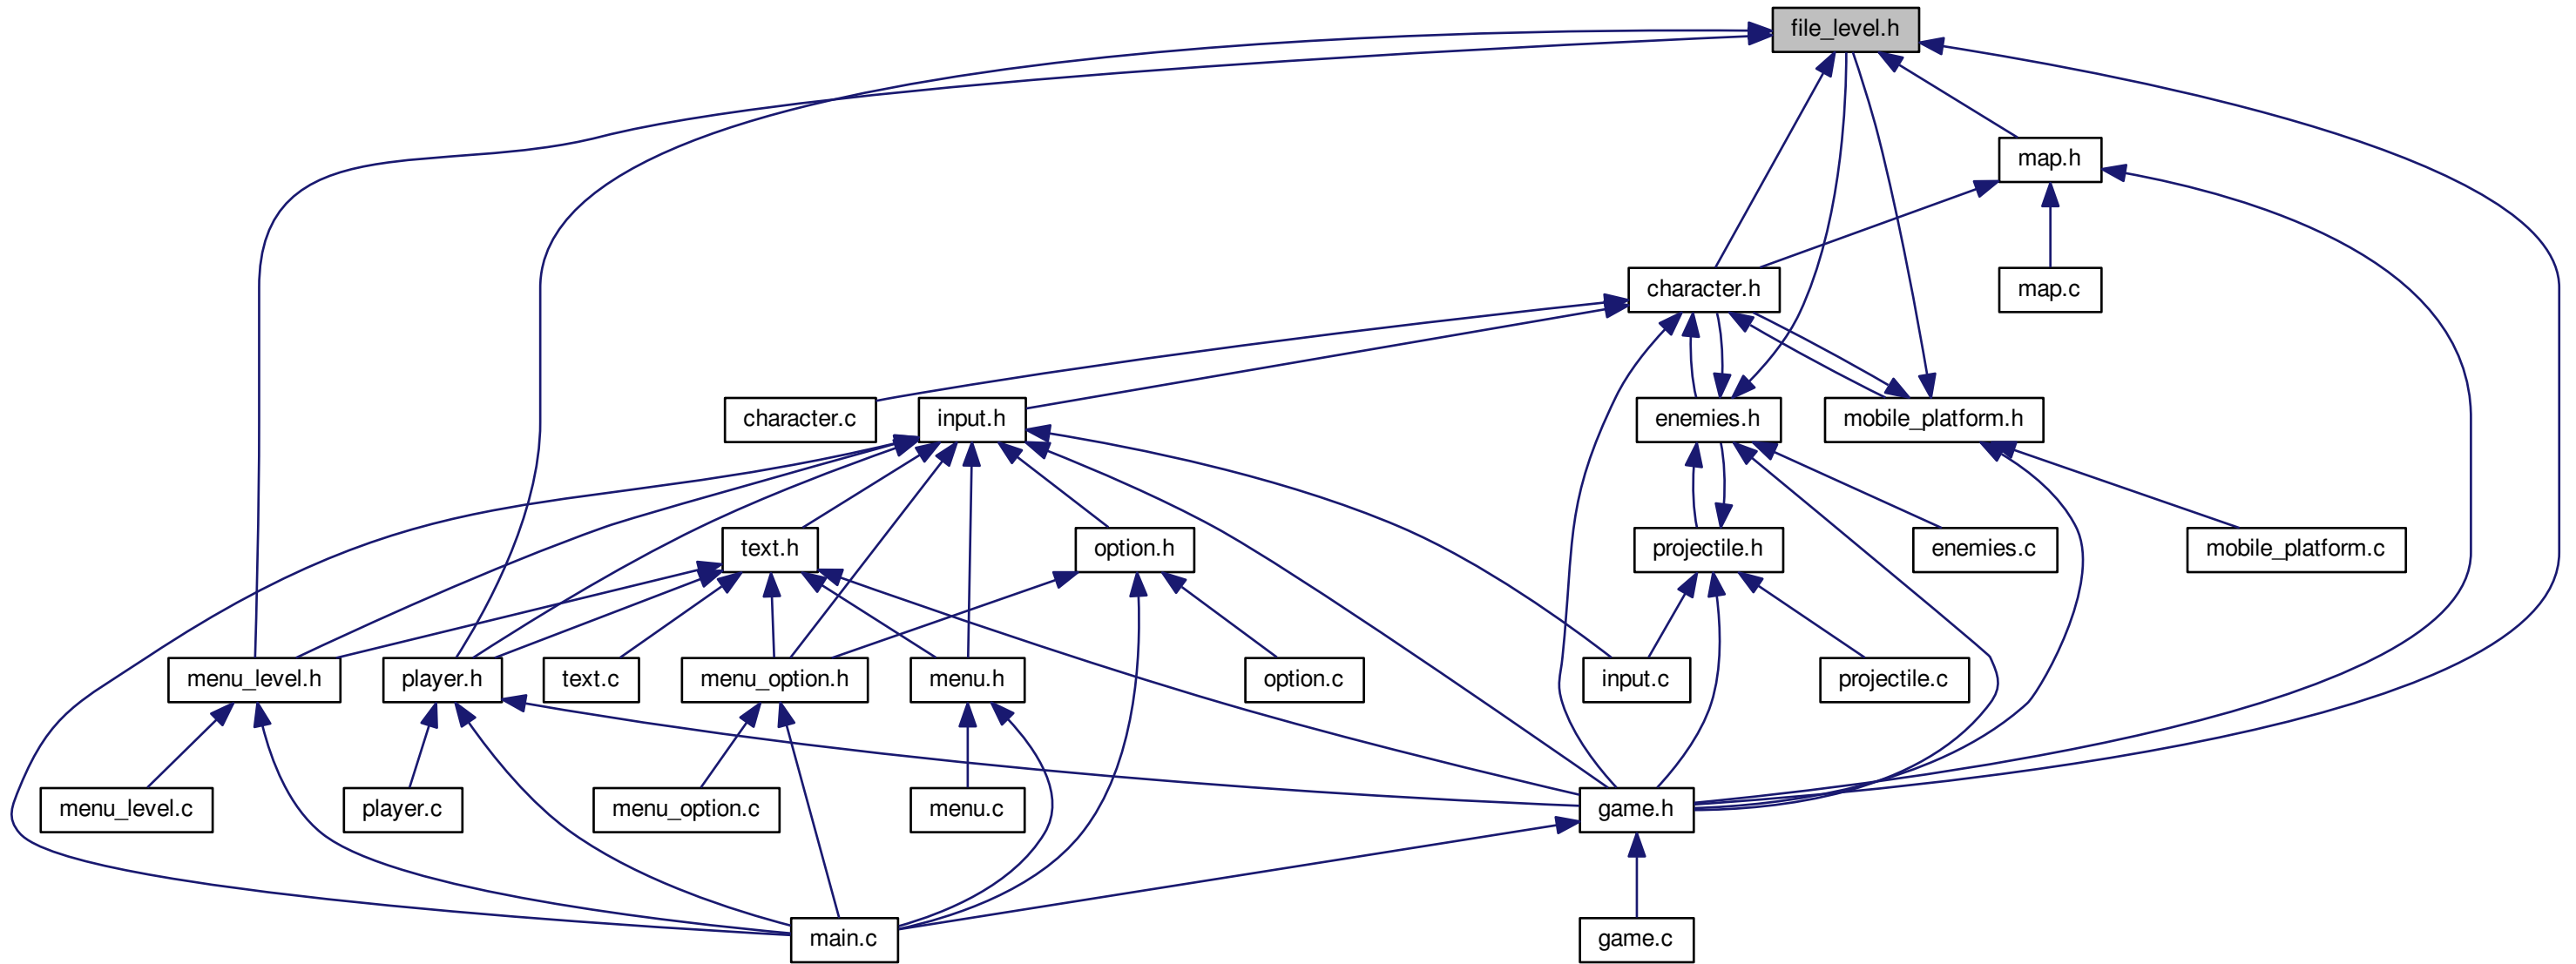 file_level.h
map.h
character.h
map.c
character.c
input.h
enemies.h
mobile_platform.h
text.h
option.h
projectile.h
enemies.c
mobile_platform.c
menu_level.h
player.h
text.c
menu_option.h
menu.h
option.c
input.c
projectile.c
menu_level.c
player.c
menu_option.c
menu.c
game.h
main.c
game.c